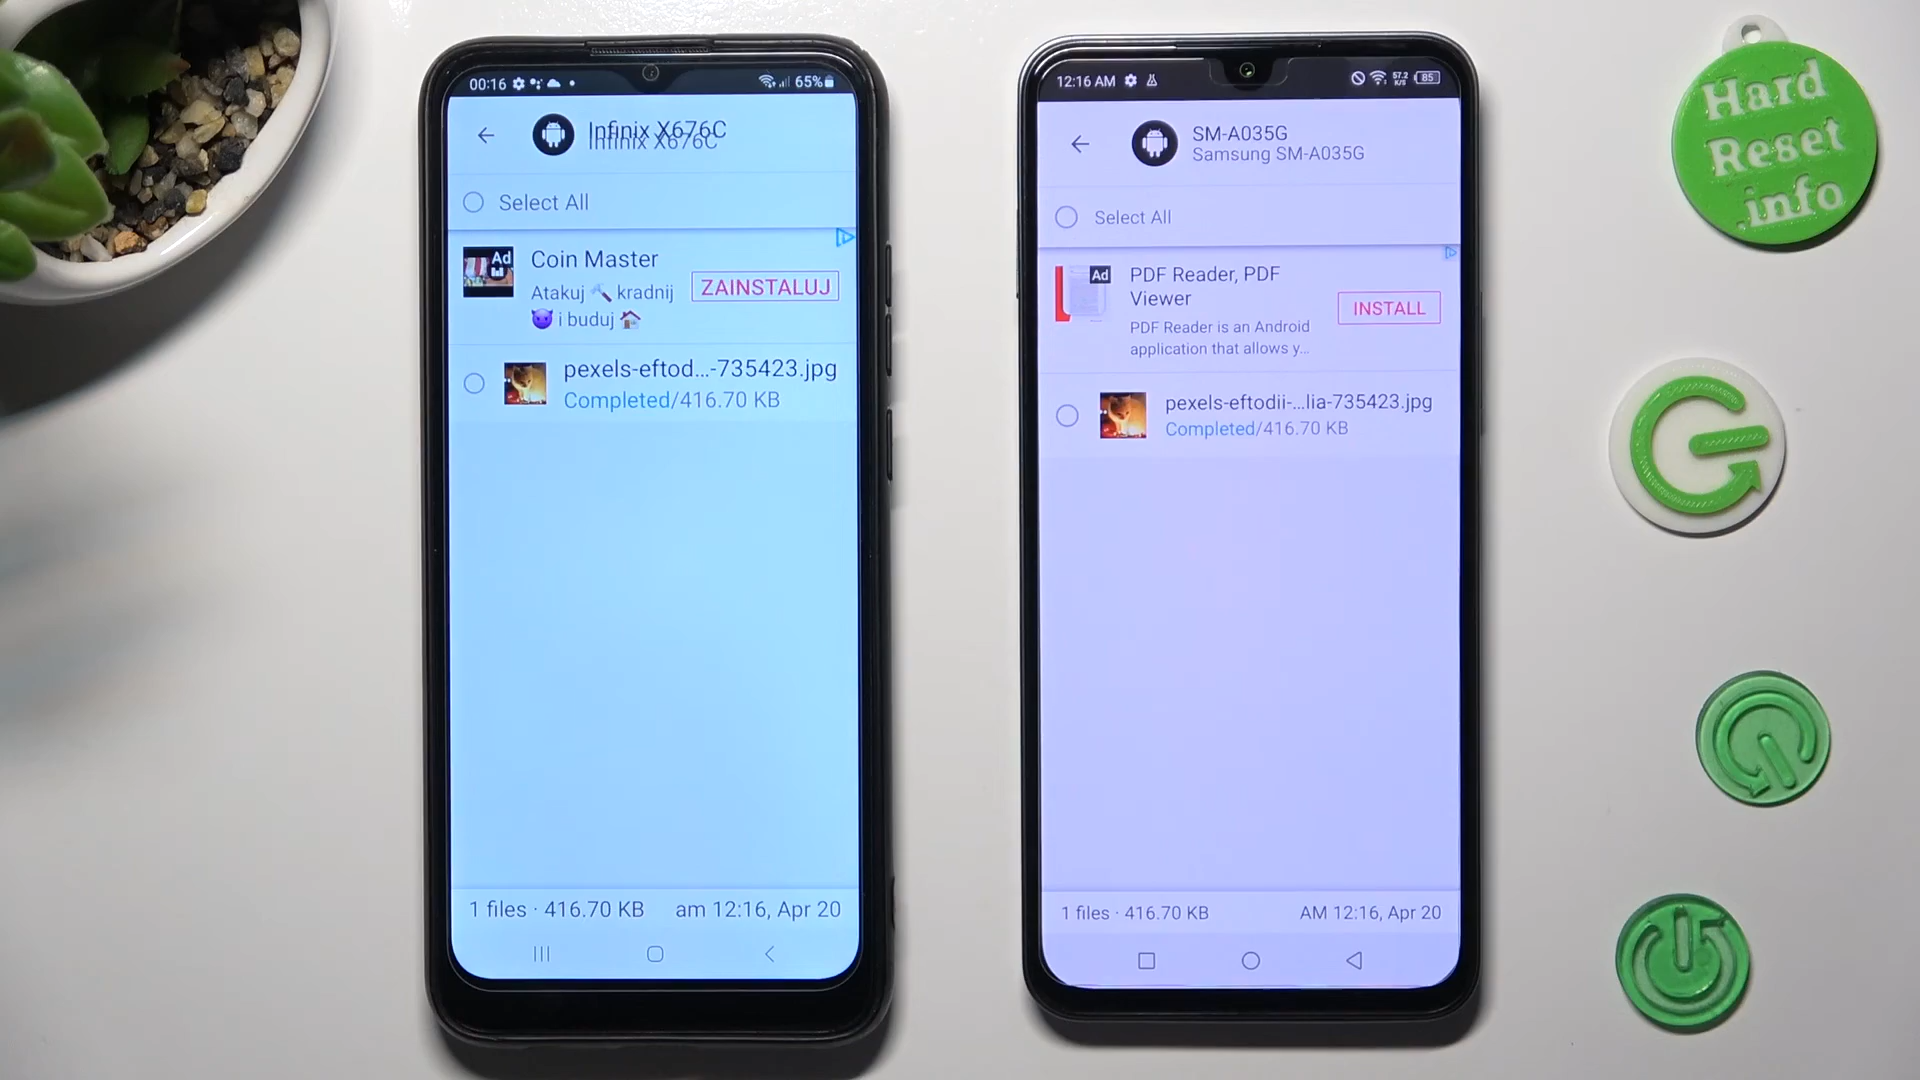 00:16
65%
Infinix X676C
Infinix X676C
Select All
Ad
Coin Master
Atakuj 🔨 kradnij
😈 i buduj 🏠
ZAINSTALUJ
pexels-eftod...-735423.jpg
Completed/416.70 KB
1 files · 416.70 KB
am 12:16, Apr 20
12:16 AM
57.2
K/S
85
SM-A035G
Samsung SM-A035G
Select All
Ad
PDF Reader, PDF
Viewer
PDF Reader is an Android
application that allows y...
INSTALL
pexels-eftodii-...lia-735423.jpg
Completed/416.70 KB
1 files · 416.70 KB
AM 12:16, Apr 20
Hard
Reset
.info